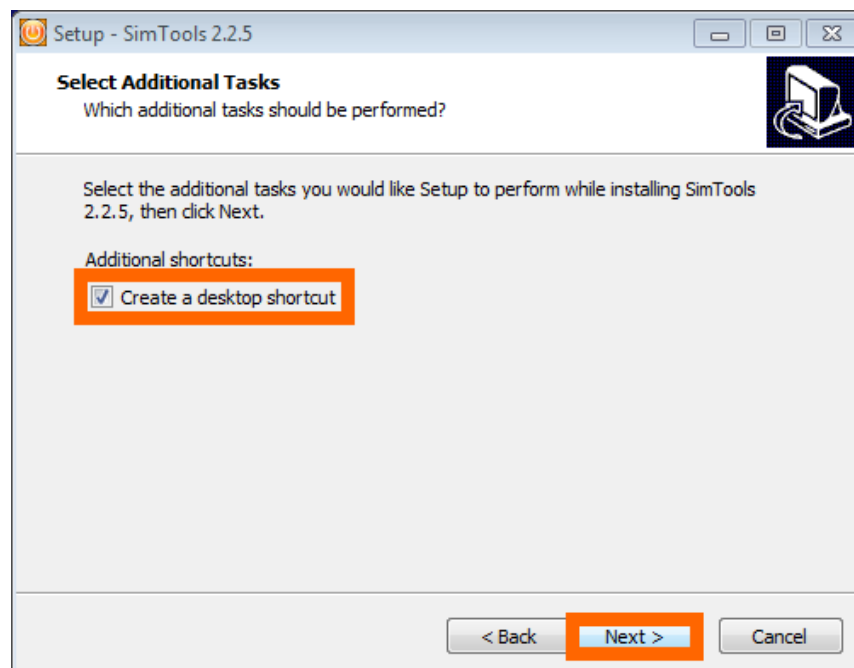 Setup - SimTools 2.2.5
Select Additional Tasks
Which additional tasks should be performed?
Select the additional tasks you would like Setup to perform while installing SimTools
2.2.5, then click Next.
Additional shortcuts:
Create a desktop shortcut
< Back Next > Cancel